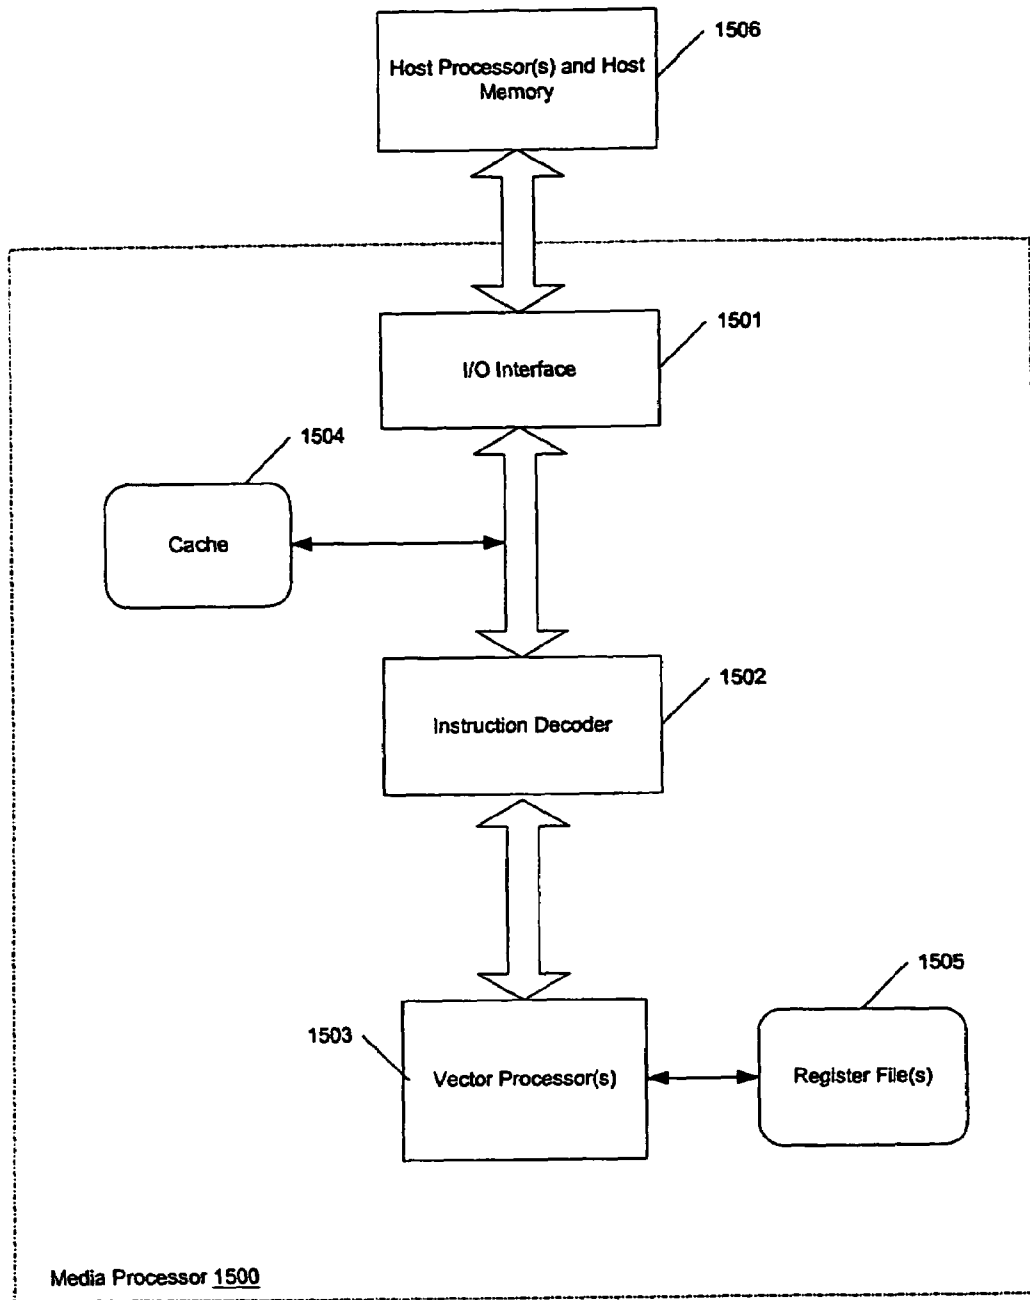 1506
Host Processor(s) and Host
Memory
1501
I/O Interface
1504
Cache
1502
Instruction Decoder
1505
1503
Vector Processor(s)
Register File(s)
Media Processor 1500